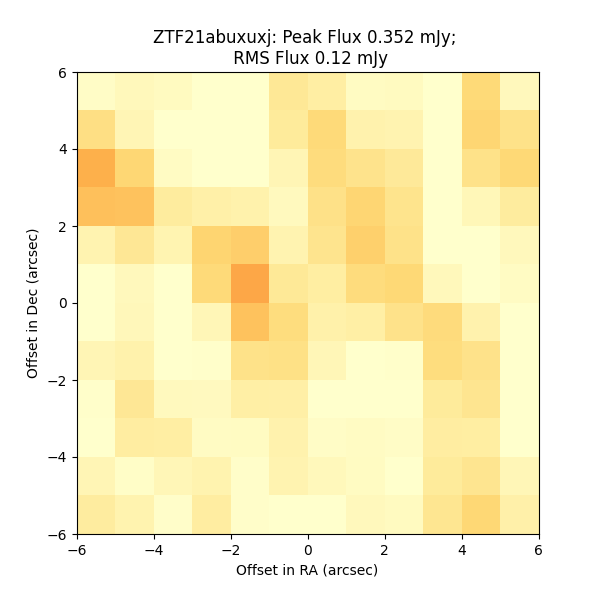 ZTF21abuxuxj: Peak Flux 0.352 mJy;
RMS Flux 0.12 mJy
6
4
2
0
−2
−4
−6
Offset in Dec (arcsec)
−6 −4 −2 0 2 4 6
Offset in RA (arcsec)